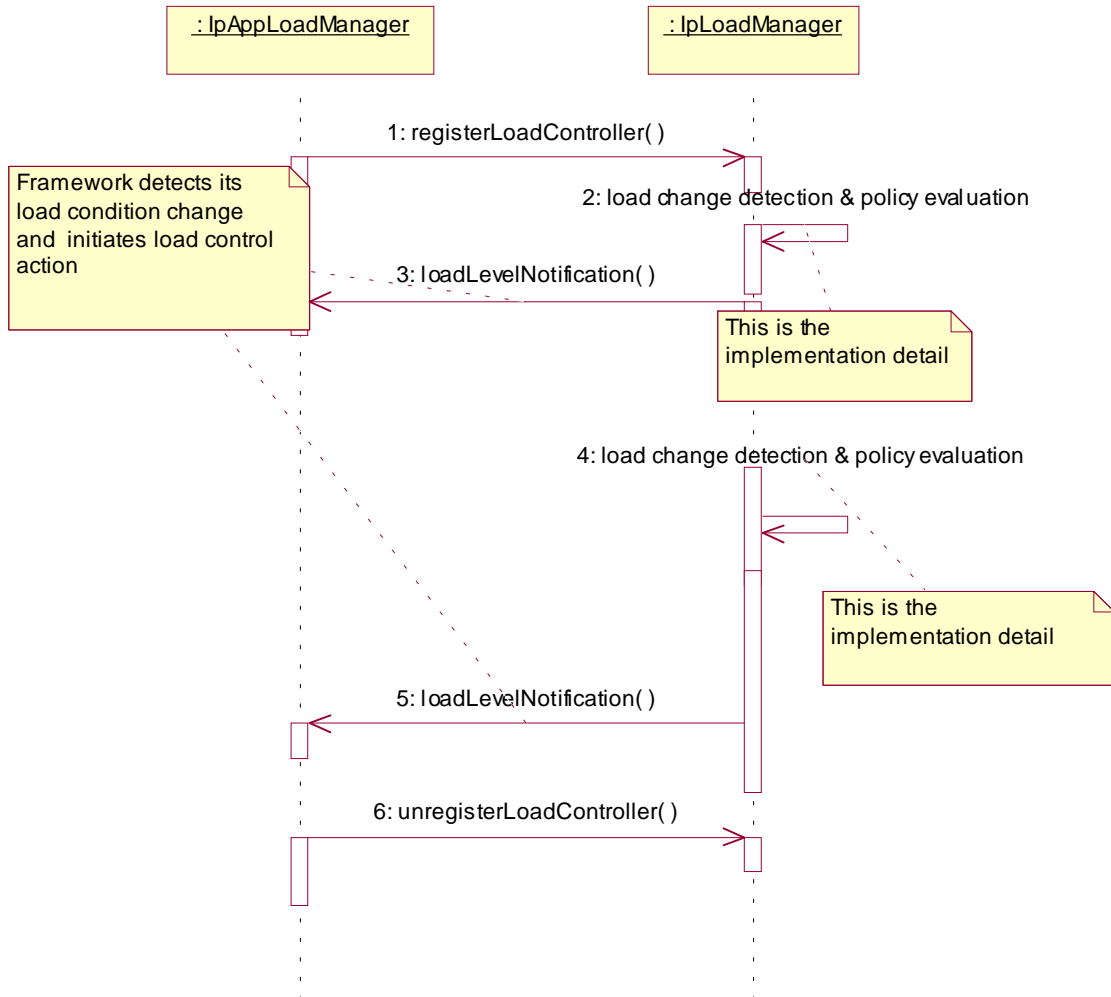 : IpAppLoadManager
: IpLoadManager
1: registerLoadController( )
Framework detects its
load condition change
and initiates load control
action
2: load change detection & policy evaluation
3: loadLevelNotification( )
This is the
implementation detail
4: load change detection & policy evaluation
This is the
implementation detail
5: loadLevelNotification( )
6: unregisterLoadController( )